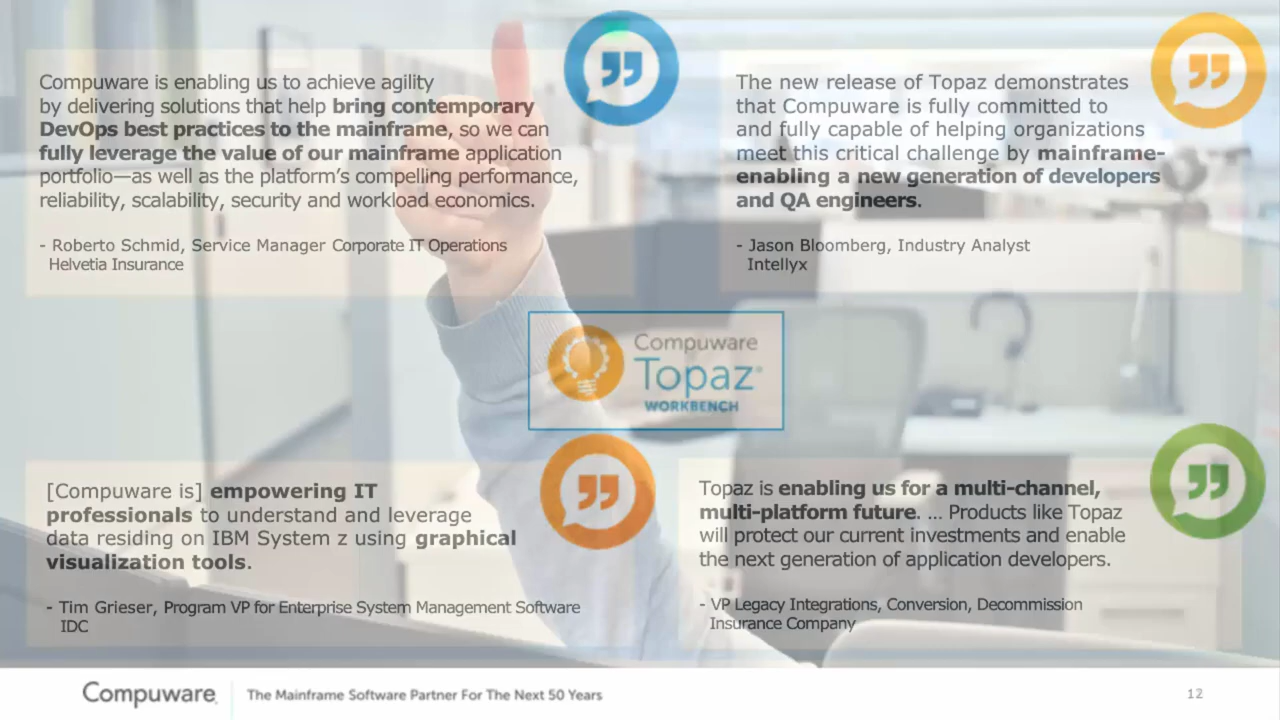 Compuware is enabling us to achieve agility
by delivering solutions that help bring contemporary
DevOps best practices to the mainframe, so we can
fully leverage the value of our mainframe application
portfolio—as well as the platform’s compelling performance,
reliability, scalability, security and workload economics.
- Roberto Schmid, Service Manager Corporate IT Operations
Helvetia Insurance
The new release of Topaz demonstrates
that Compuware is fully committed to
and fully capable of helping organizations
meet this critical challenge by mainframe-
enabling a new generation of developers
and QA engineers.
- Jason Bloomberg, Industry Analyst
Intellyx
Compuware
Topaz®
WORKBENCH
[Compuware is] empowering IT
professionals to understand and leverage
data residing on IBM System z using graphical
visualization tools.
- Tim Grieser, Program VP for Enterprise System Management Software
IDC
Topaz is enabling us for a multi-channel,
multi-platform future. ... Products like Topaz
will protect our current investments and enable
the next generation of application developers.
- VP Legacy Integrations, Conversion, Decommission
Insurance Company
Compuware
The Mainframe Software Partner For The Next 50 Years
12